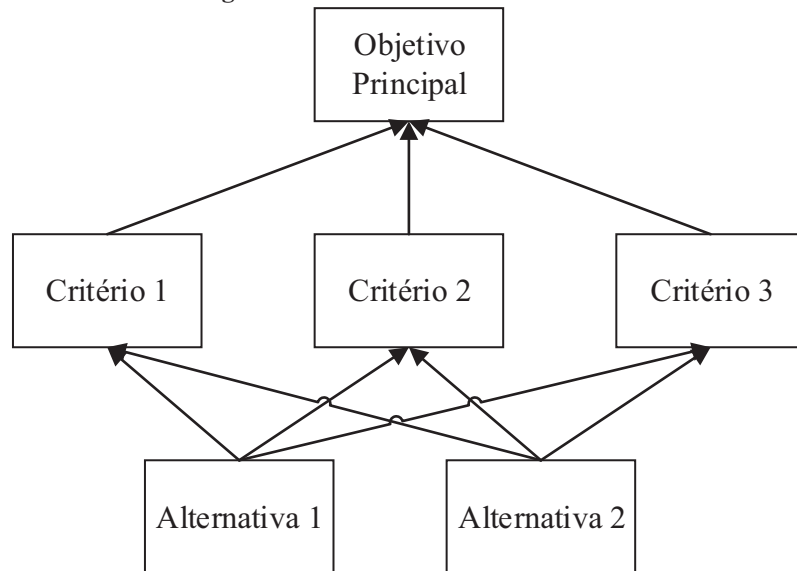 Objetivo
Principal
Critério 1
Critério 2
Critério 3
Alternativa 1
Alternativa 2